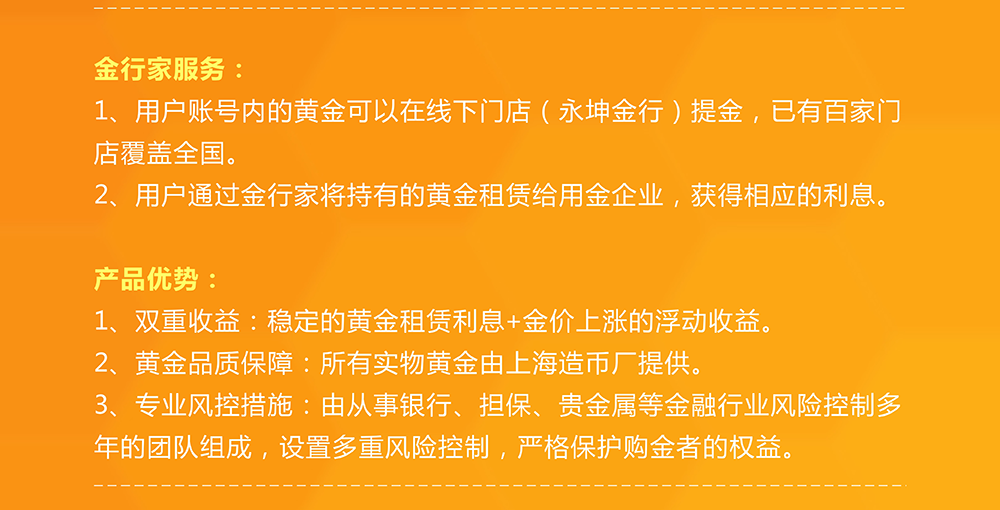 金行家服务：
1、用户账号内的黄金可以在线下门店（永坤金行）提金，已有百家门
店覆盖全国。
2、用户通过金行家将持有的黄金租赁给用金企业，获得相应的利息。
产品优势：
1、双重收益：稳定的黄金租赁利息+金价上涨的浮动收益。
2、黄金品质保障：所有实物黄金由上海造币厂提供。
3、专业风控措施：由从事银行、担保、贵金属等金融行业风险控制多
年的团队组成，设置多重风险控制，严格保护购金者的权益。